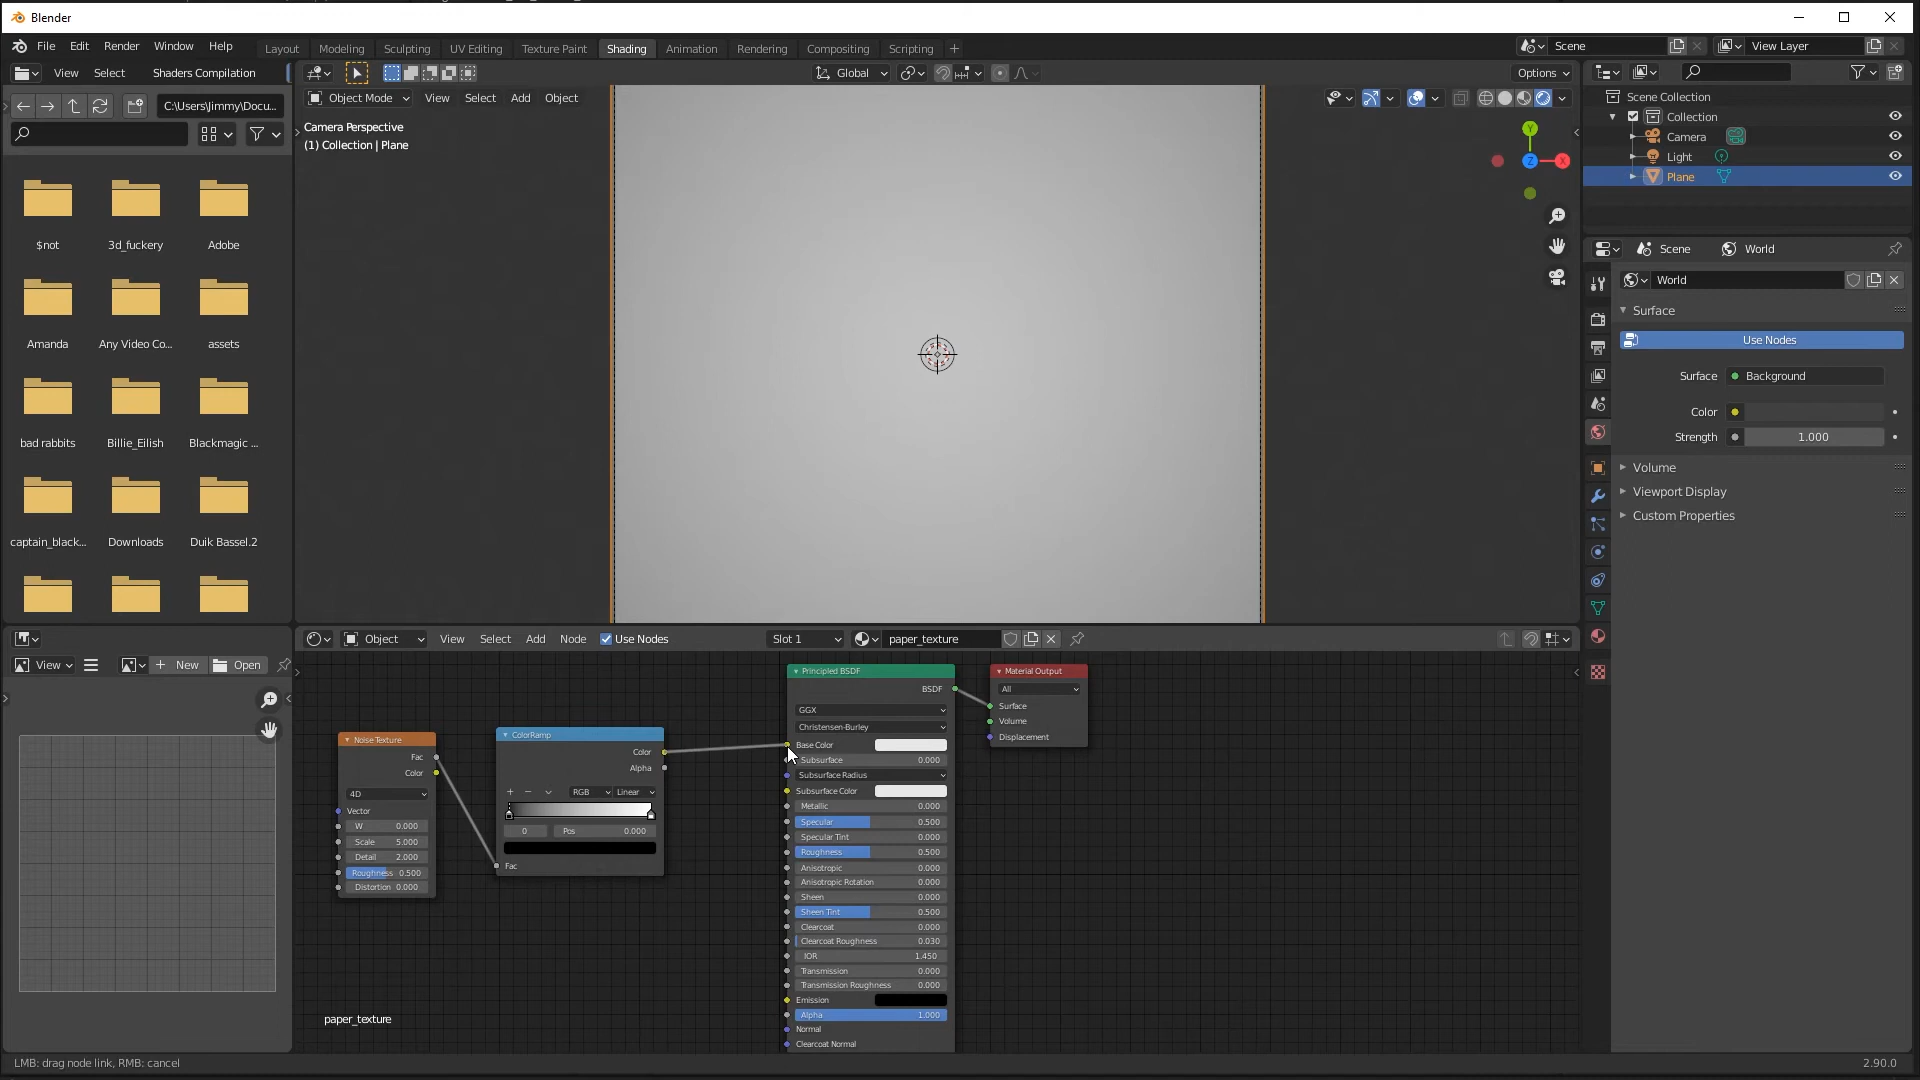 Blender
File Edit Render Window Help
Layout Modeling Sculpting UV Editing Texture Paint Shading Animation Rendering Compositing Scripting
Scene View Layer
View Select Shaders Compilation
Global Options
C:\Users\Jimmy\Docu...
Object Mode View Select Add Object
Camera Perspective
(1) Collection | Plane
Y
Z X
$not 3d_fuckery Adobe
Amanda Any Video Co... assets
bad rabbits Billie_Eilish Blackmagic ...
captain_black... Downloads Duik Bassel.2
Scene Collection
Collection
Camera
Light
Plane
Scene World
World
Surface
Use Nodes
Surface Background
Color
Strength 1.000
Volume
Viewport Display
Custom Properties
View New Open
Object View Select Add Node Use Nodes Slot 1 paper_texture
Noise Texture
Fac
Color
4D
Vector
W 0.000
Scale 5.000
Detail 2.000
Roughness 0.500
Distortion 0.000
ColorRamp
Color
Alpha
RGB Linear
0 Pos 0.000
Fac
Principled BSDF
BSDF
GGX
Christensen-Burley
Base Color
Subsurface 0.000
Subsurface Radius
Subsurface Color
Metallic 0.000
Specular 0.500
Specular Tint 0.000
Roughness 0.500
Anisotropic 0.000
Anisotropic Rotation 0.000
Sheen 0.000
Sheen Tint 0.500
Clearcoat 0.000
Clearcoat Roughness 0.030
IOR 1.450
Transmission 0.000
Transmission Roughness 0.000
Emission
Alpha 1.000
Normal
Clearcoat Normal
Material Output
All
Surface
Volume
Displacement
paper_texture
LMB: drag node link, RMB: cancel
2.90.0